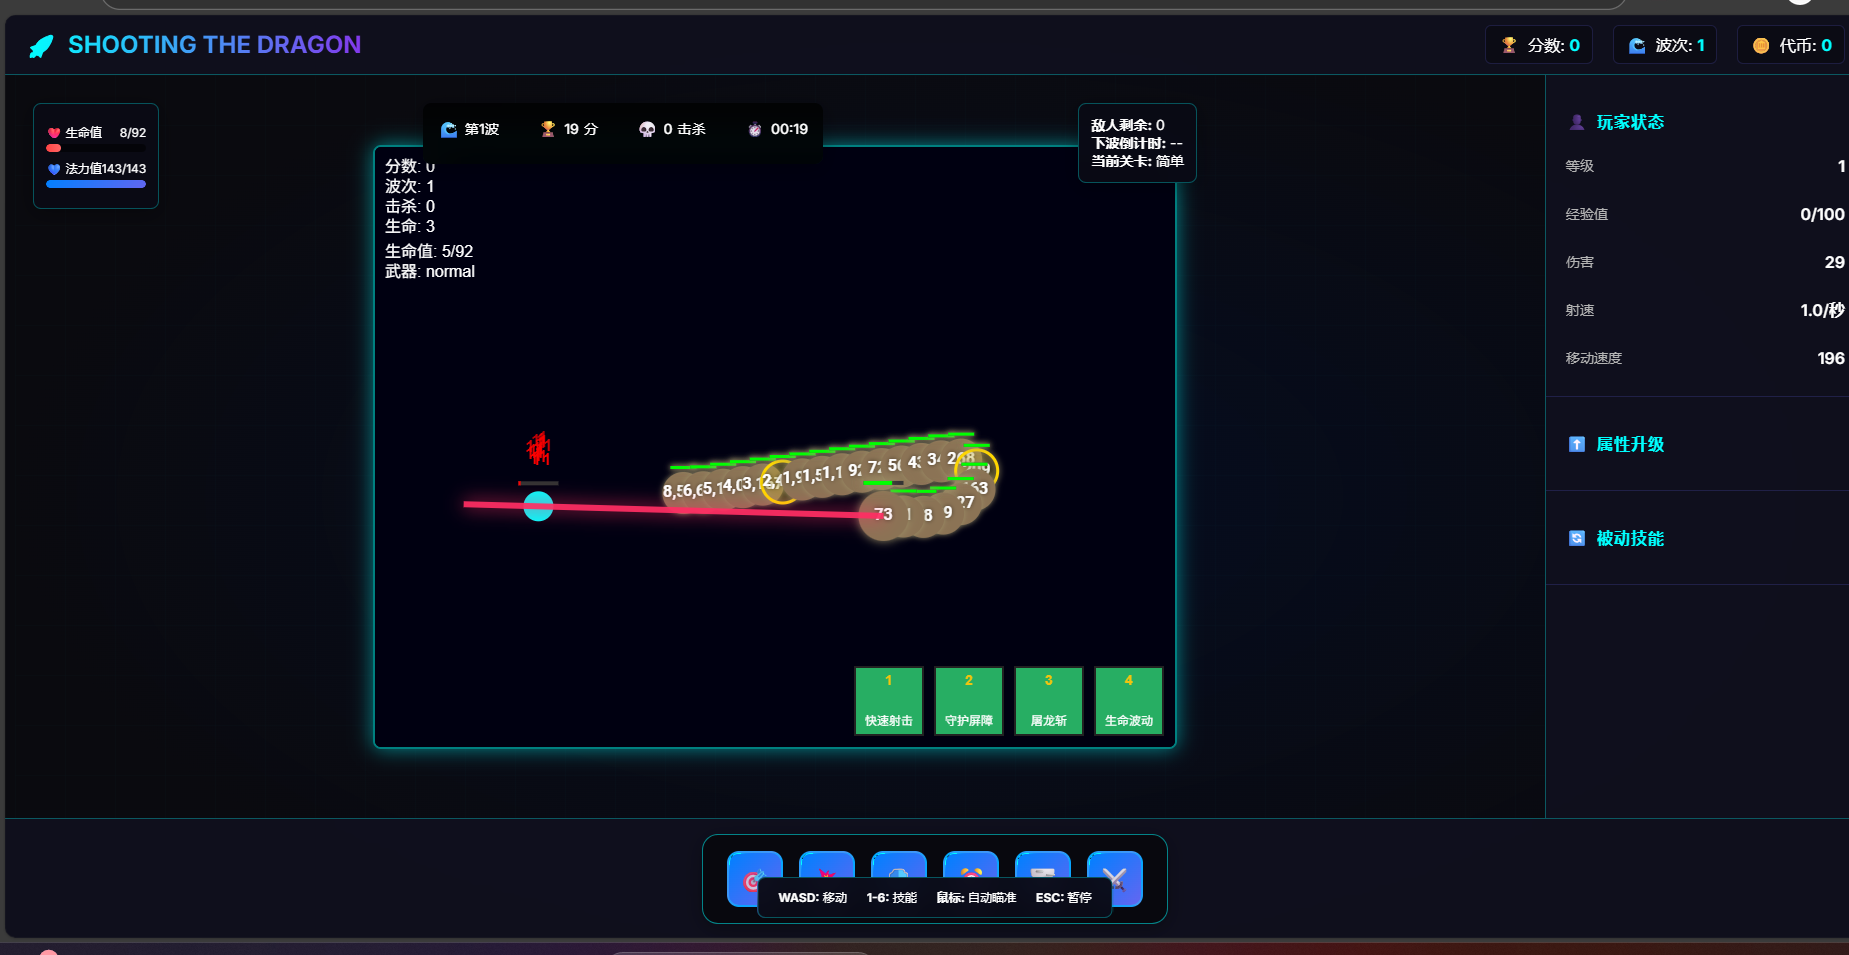 SHOOTING THE DRAGON
分数: 0
波次: 1
代币: 0
生命值 8/92
法力值143/143
第1波
19 分
0 击杀
00:19
敌人剩余: 0
下波倒计时: --
当前关卡: 简单
分数: 0
波次: 1
击杀: 0
生命: 3
生命值: 5/92
武器: normal
73
8
9
63
1
快速射击
2
守护屏障
3
屠龙斩
4
生命波动
玩家状态
等级 1
经验值 0/100
伤害 29
射速 1.0/秒
移动速度 196
属性升级
被动技能
WASD: 移动 1-6: 技能 鼠标: 自动瞄准 ESC: 暂停